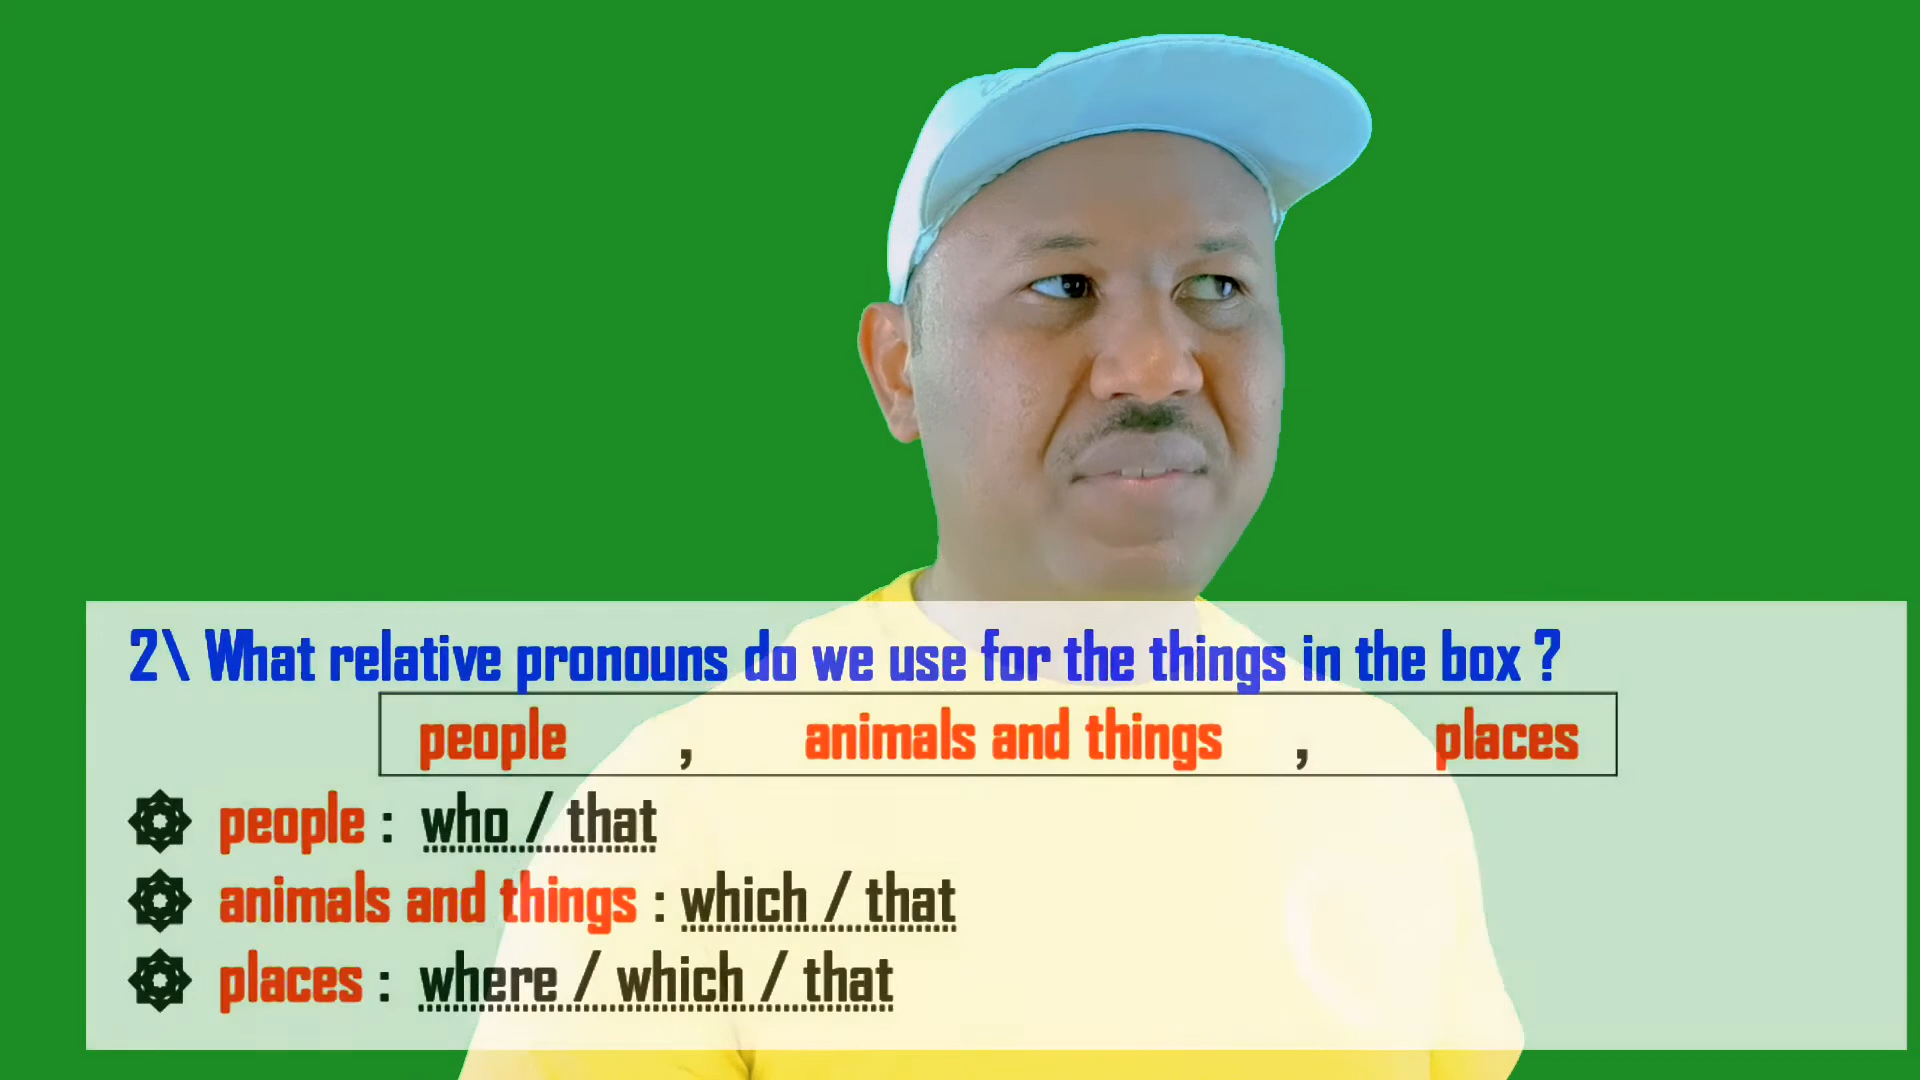 2\ What relative pronouns do we use for the things in the box ?
people , animals and things , places
people : who / that
animals and things : which / that
places : where / which / that